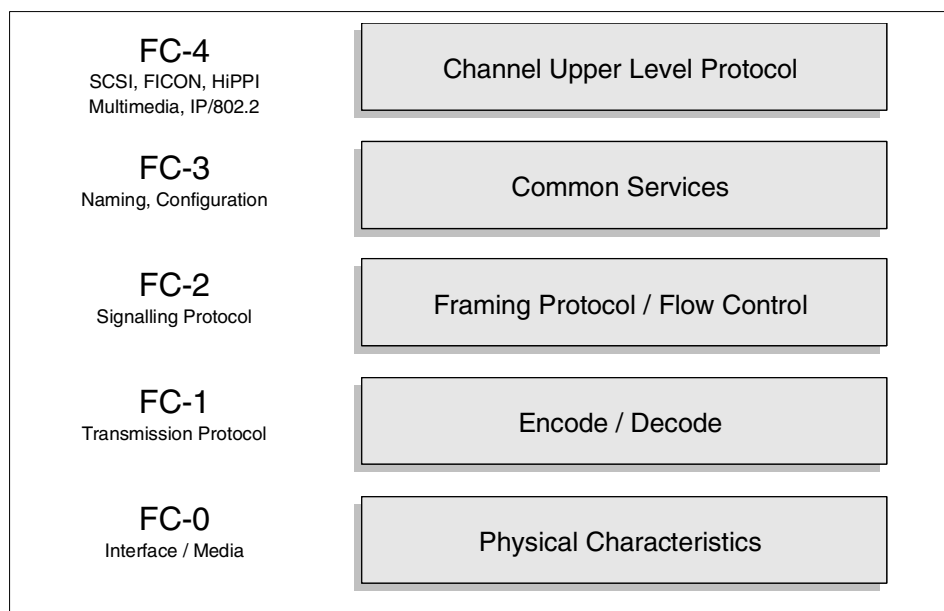 FC-4
SCSI, FICON, HiPPI
Multimedia, IP/802.2
Channel Upper Level Protocol
FC-3
Naming, Configuration
Common Services
FC-2
Signalling Protocol
Framing Protocol / Flow Control
FC-1
Transmission Protocol
Encode / Decode
FC-0
Interface / Media
Physical Characteristics